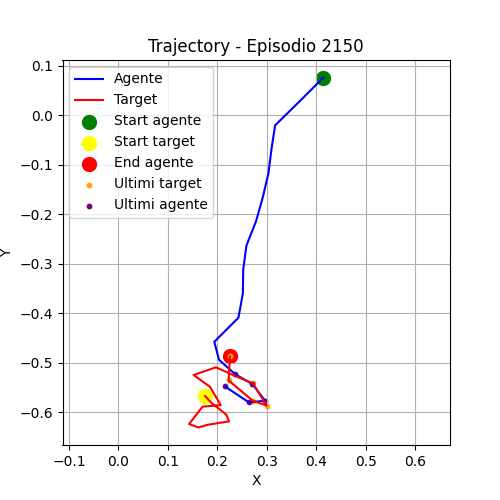 Trajectory - Episodio 2150
Agente
Target
Start agente
Start target
End agente
Ultimi target
Ultimi agente
0.1
0.0
−0.1
−0.2
−0.3
−0.4
−0.5
−0.6
Y
−0.1 0.0 0.1 0.2 0.3 0.4 0.5 0.6
X